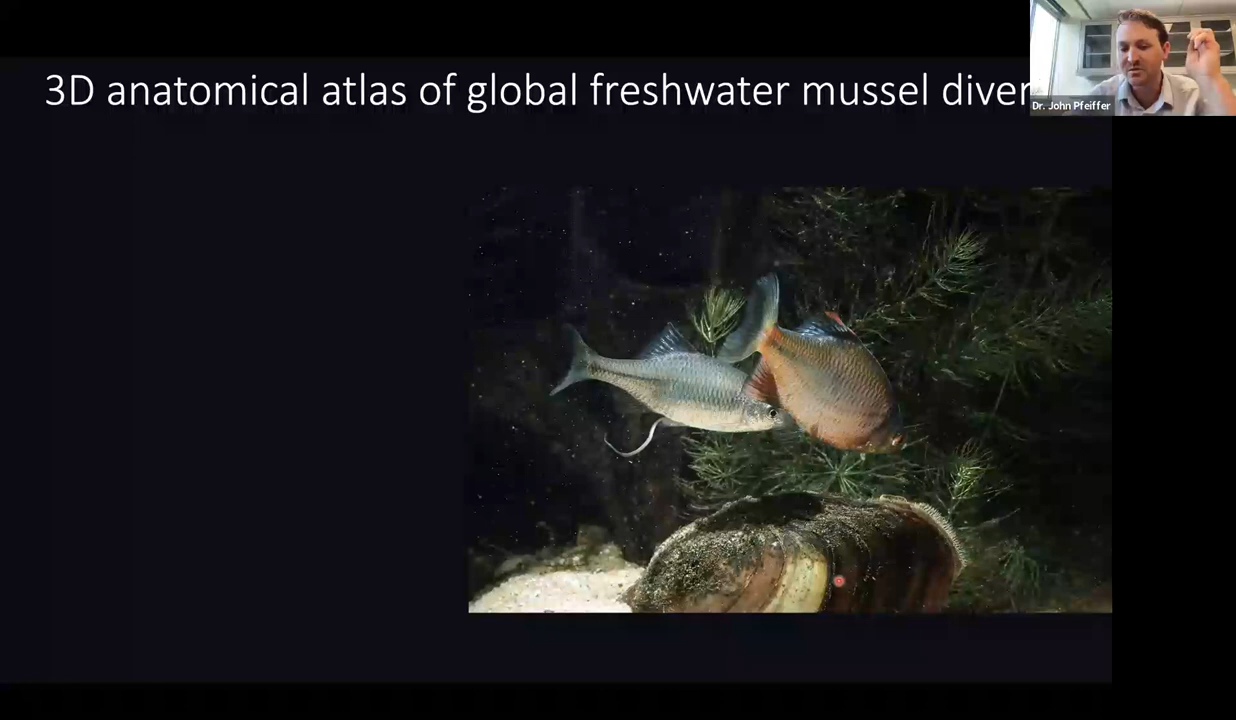 3D anatomical atlas of global freshwater mussel diver
Dr. John Pfeiffer